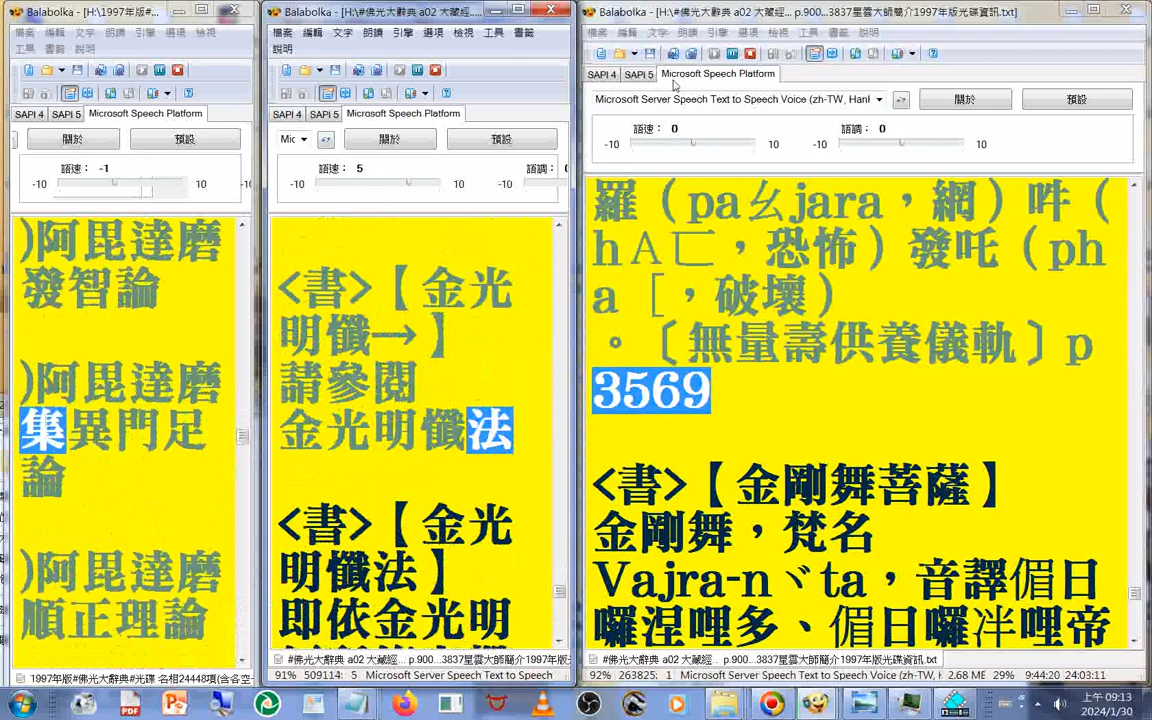 Balabolka - [H:\1997年版#...
檔案 編輯 文字 朗讀 引擎 選項 檢視
工具 書籤 說明
SAPI 4 SAPI 5 Microsoft Speech Platform
關於 預設
語速： -1
-10 10 -10
)阿毘達磨
發智論
)阿毘達磨
集異門足
論
)阿毘達磨
順正理論
1997年版#佛光大辭典#光碟 名相24448項(含各空
Balabolka - [H:\#佛光大辭典 a02 大藏經...
檔案 編輯 文字 朗讀 引擎 選項 檢視 工具 書籤
說明
SAPI 4 SAPI 5 Microsoft Speech Platform
Mic 關於 預設
語速： 5 語調： 0
-10 10 -10
<書>【金光
明懺→】
請參閱
金光明懺法
<書>【金光
明懺法】
即依金光明
#佛光大辭典 a02 大藏經... p.900...3837星雲大師簡介1997年版光
91% 509114: 5 Microsoft Server Speech Text to Speech
Balabolka - [H:\#佛光大辭典 a02 大藏經... p.900...3837星雲大師簡介1997年版光碟資訊.txt]
檔案 編輯 文字 朗讀 引擎 選項 檢視 工具 書籤 說明
SAPI 4 SAPI 5 Microsoft Speech Platform
Microsoft Server Speech Text to Speech Voice (zh-TW, Hanl 關於 預設
語速： 0 語調： 0
-10 10 -10 10
羅（paㄠjara，網）吽（
hㄈ，恐怖）發吒（ph
a［，破壞）
。〔無量壽供養儀軌〕p
3569
<書>【金剛舞菩薩】
金剛舞，梵名
Vajra-nヾta，音譯倨日
囉涅哩多、倨日囉泮哩帝
#佛光大辭典 a02 大藏經... p.900...3837星雲大師簡介1997年版光碟資訊.txt
92% 263825: 1 Microsoft Server Speech Text to Speech Voice (zh-TW, H 2.68 MB 29% 9:44:20 24:03:11
上午 09:13
2024/1/30